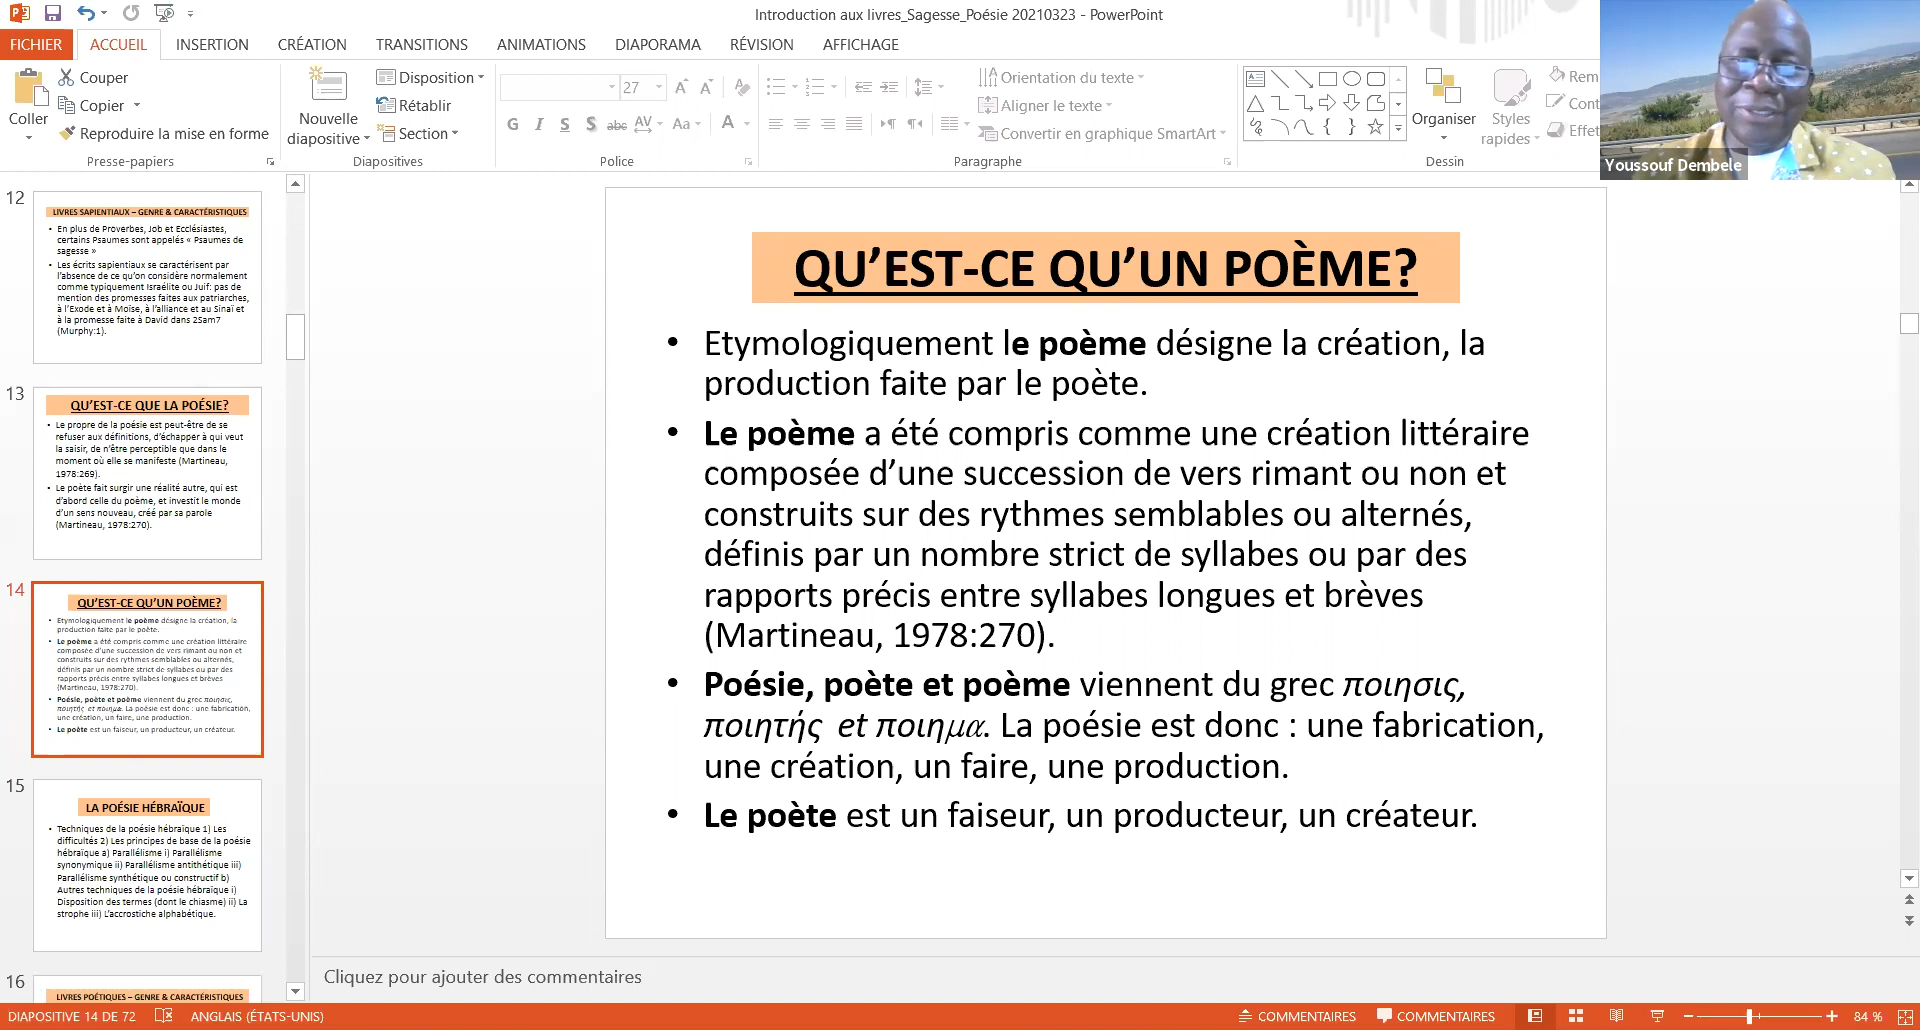 Introduction aux livres_Sagesse_Poésie 20210323 - PowerPoint
FICHIER ACCUEIL INSERTION CRÉATION TRANSITIONS ANIMATIONS DIAPORAMA RÉVISION AFFICHAGE
Coller
Couper
Copier
Reproduire la mise en forme
Presse-papiers
Nouvelle
diapositive
Disposition
Rétablir
Section
Diapositives
27
G I S S abc AV Aa A
Police
Orientation du texte
Aligner le texte
Convertir en graphique SmartArt
Paragraphe
Organiser
Styles
rapides
Rem
Cont
Effet
Dessin
Youssouf Dembele
12
LIVRES SAPIENTIAUX – GENRE & CARACTÉRISTIQUES
• En plus de Proverbes, Job et Ecclésiastes,
certains Psaumes sont appelés « Psaumes de
sagesse »
• Les écrits sapientiaux se caractérisent par
l'absence de ce qu'on considère normalement
comme typiquement Israélite ou Juif: pas de
mention des promesses faites aux patriarches,
à l'Exode et à Moïse, à l'alliance et au Sinaï et
à la promesse faite à David dans 2Sam7
(Murphy:1).
13
QU'EST-CE QUE LA POÉSIE?
• Le propre de la poésie est peut-être de se
refuser aux définitions, d'échapper à qui veut
la saisir, de n'être perceptible que dans le
moment où elle se manifeste (Martineau,
1978:269).
• Le poète fait surgir une réalité autre, qui est
d'abord celle du poème, et investit le monde
d'un sens nouveau, créé par sa parole
(Martineau, 1978:270).
14
QU'EST-CE QU'UN POÈME?
• Etymologiquement le poème désigne la création, la
production faite par le poète.
• Le poème a été compris comme une création littéraire
composée d'une succession de vers rimant ou non et
construits sur des rythmes semblables ou alternés,
définis par un nombre strict de syllabes ou par des
rapports précis entre syllabes longues et brèves
(Martineau, 1978:270).
• Poésie, poète et poème viennent du grec ποιησις,
ποιητής et ποιημα. La poésie est donc : une fabrication,
une création, un faire, une production.
• Le poète est un faiseur, un producteur, un créateur.
15
LA POÉSIE HÉBRAÏQUE
• Techniques de la poésie hébraïque 1) Les
difficultés 2) Les principes de base de la poésie
hébraïque a) Parallélisme i) Parallélisme
synonymique ii) Parallélisme antithétique iii)
Parallélisme synthétique ou constructif b)
Autres techniques de la poésie hébraïque i)
Disposition des termes (dont le chiasme) ii) La
strophe iii) L'accrostiche alphabétique.
16
LIVRES POÉTIQUES – GENRE & CARACTÉRISTIQUES
QU'EST-CE QU'UN POÈME?
• Etymologiquement le poème désigne la création, la
production faite par le poète.
• Le poème a été compris comme une création littéraire
composée d'une succession de vers rimant ou non et
construits sur des rythmes semblables ou alternés,
définis par un nombre strict de syllabes ou par des
rapports précis entre syllabes longues et brèves
(Martineau, 1978:270).
• Poésie, poète et poème viennent du grec ποιησις,
ποιητής et ποιημα. La poésie est donc : une fabrication,
une création, un faire, une production.
• Le poète est un faiseur, un producteur, un créateur.
Cliquez pour ajouter des commentaires
DIAPOSITIVE 14 DE 72 ANGLAIS (ÉTATS-UNIS) COMMENTAIRES COMMENTAIRES 84 %